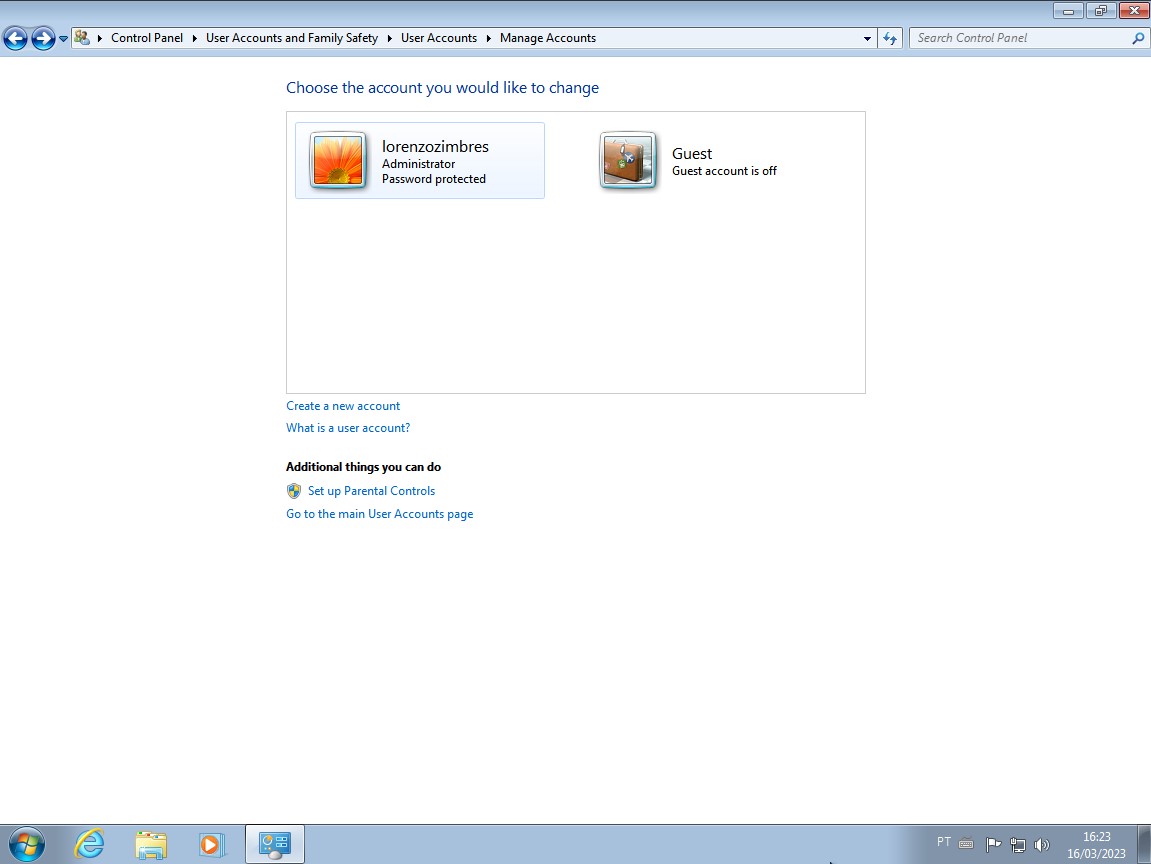 Control Panel User Accounts and Family Safety User Accounts Manage Accounts
Search Control Panel
Choose the account you would like to change
lorenzozimbres
Administrator
Password protected
Guest
Guest account is off
Create a new account
What is a user account?
Additional things you can do
Set up Parental Controls
Go to the main User Accounts page
PT
16:23
16/03/2023